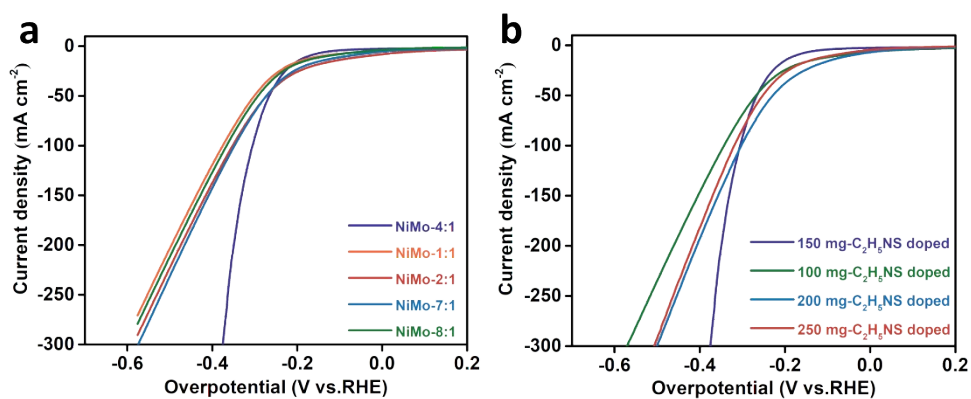 a
0
-50
-100
-150
-200
-250
-300
Current density (mA cm⁻²)
NiMo-4:1
NiMo-1:1
NiMo-2:1
NiMo-7:1
NiMo-8:1
-0.6 -0.4 -0.2 0.0 0.2
Overpotential (V vs.RHE)
b
0
-50
-100
-150
-200
-250
-300
Current density (mA cm⁻²)
150 mg-C₂H₅NS doped
100 mg-C₂H₅NS doped
200 mg-C₂H₅NS doped
250 mg-C₂H₅NS doped
-0.6 -0.4 -0.2 0.0 0.2
Overpotential (V vs.RHE)